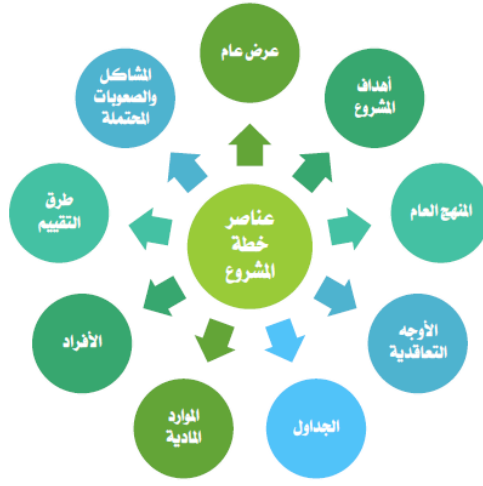 عناصر
خطة
المشروع
عرض عام
أهداف
المشروع
المنهج العام
الأوجه
التعاقدية
الجداول
الموارد
المادية
الأفراد
طرق
التقييم
المشاكل
والصعوبات
المحتملة